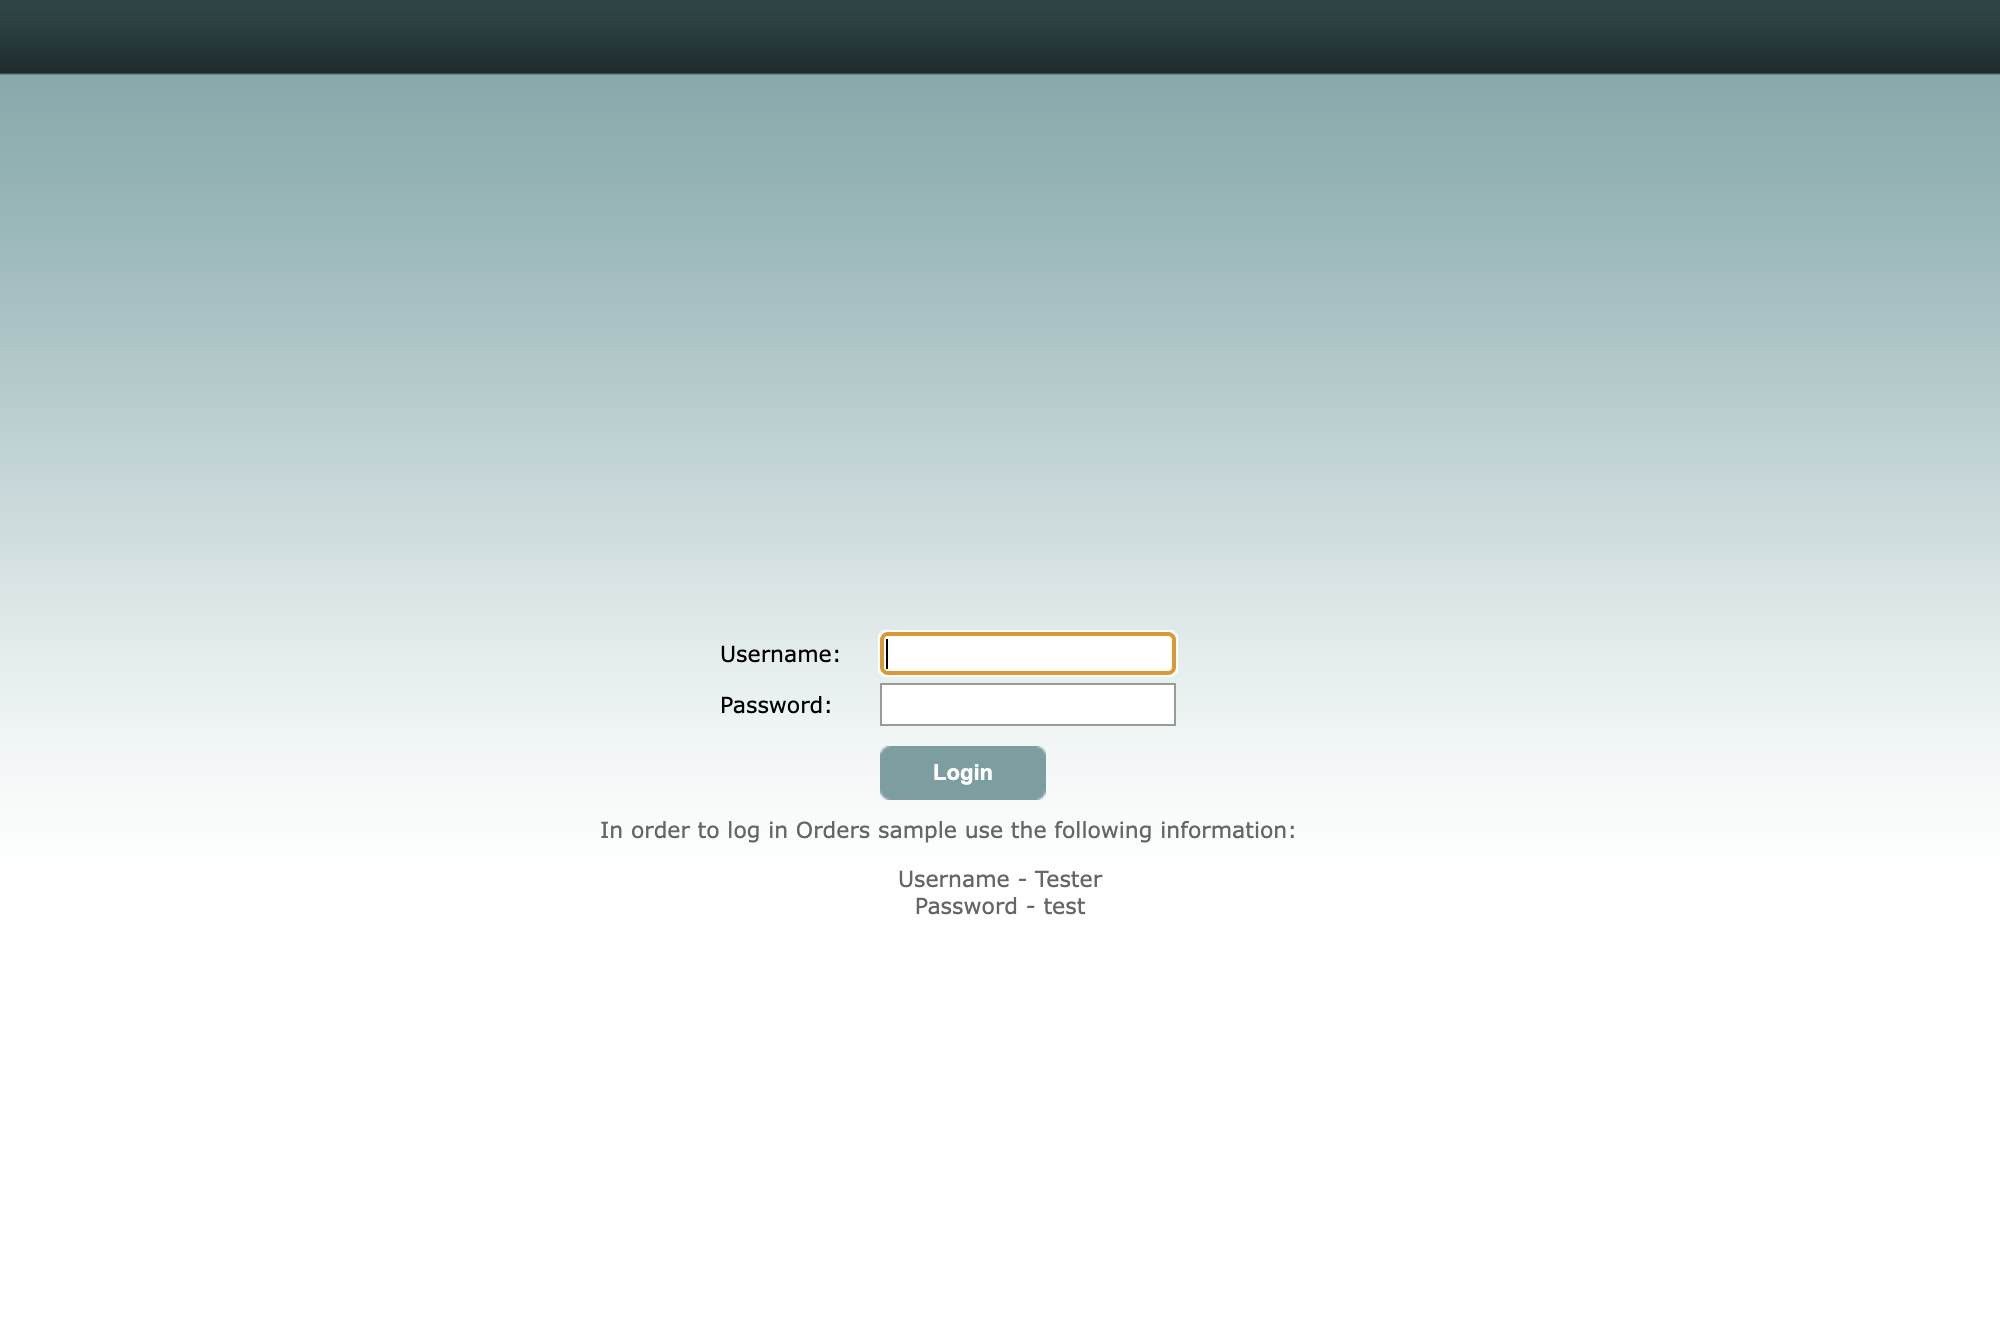 Username:
Password:
Login
In order to log in Orders sample use the following information:
Username - Tester
Password - test